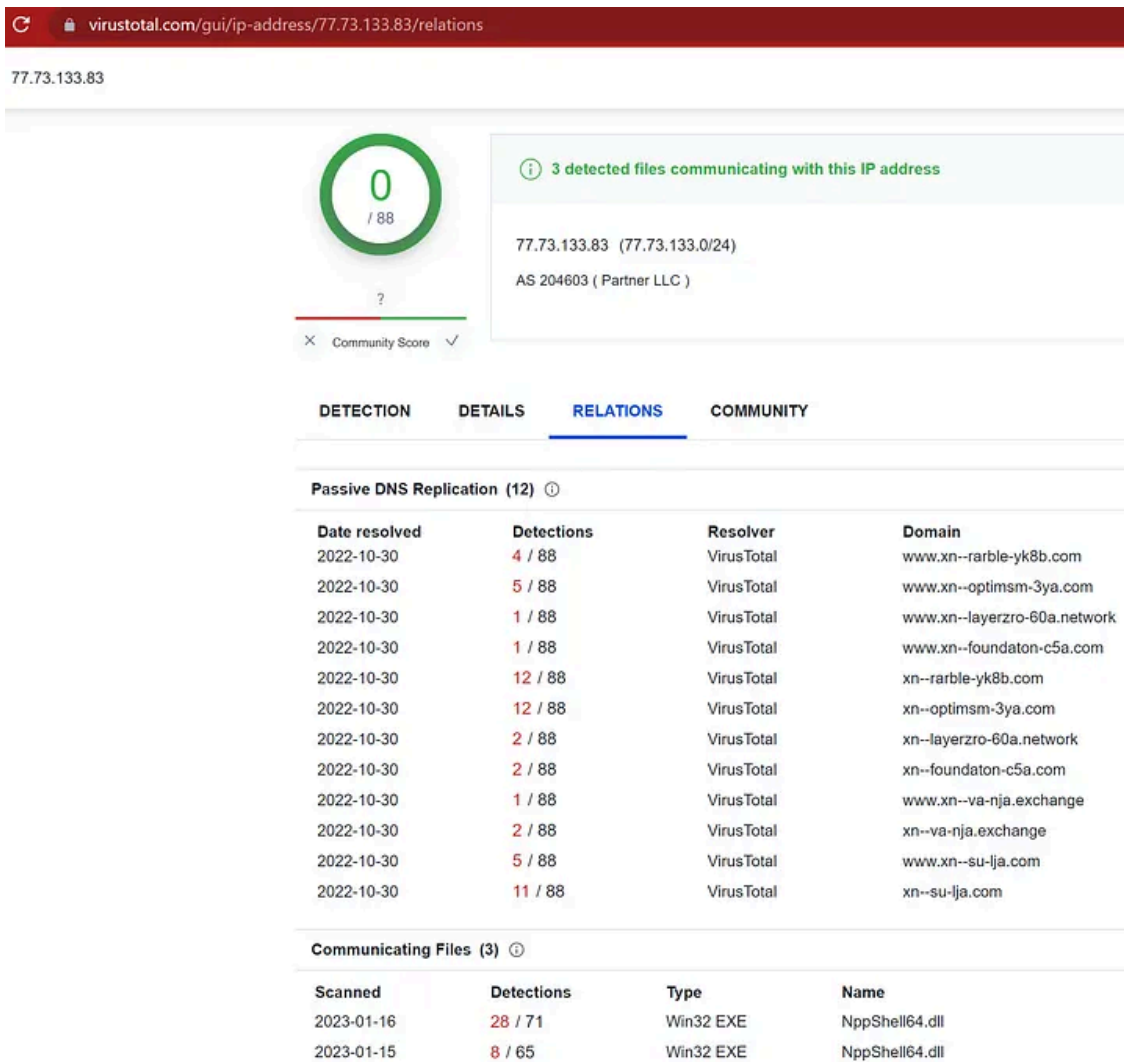 virustotal.com/gui/ip-address/77.73.133.83/relations
77.73.133.83
0
/ 88
?
Community Score
3 detected files communicating with this IP address
77.73.133.83 (77.73.133.0/24)
AS 204603 ( Partner LLC )
DETECTION DETAILS RELATIONS COMMUNITY
Passive DNS Replication (12)
Date resolved Detections Resolver Domain
2022-10-30 4 / 88 VirusTotal www.xn--rarble-yk8b.com
2022-10-30 5 / 88 VirusTotal www.xn--optimsm-3ya.com
2022-10-30 1 / 88 VirusTotal www.xn--layerzro-60a.network
2022-10-30 1 / 88 VirusTotal www.xn--foundaton-c5a.com
2022-10-30 12 / 88 VirusTotal xn--rarble-yk8b.com
2022-10-30 12 / 88 VirusTotal xn--optimsm-3ya.com
2022-10-30 2 / 88 VirusTotal xn--layerzro-60a.network
2022-10-30 2 / 88 VirusTotal xn--foundaton-c5a.com
2022-10-30 1 / 88 VirusTotal www.xn--va-nja.exchange
2022-10-30 2 / 88 VirusTotal xn--va-nja.exchange
2022-10-30 5 / 88 VirusTotal www.xn--su-lja.com
2022-10-30 11 / 88 VirusTotal xn--su-lja.com
Communicating Files (3)
Scanned Detections Type Name
2023-01-16 28 / 71 Win32 EXE NppShell64.dll
2023-01-15 8 / 65 Win32 EXE NppShell64.dll